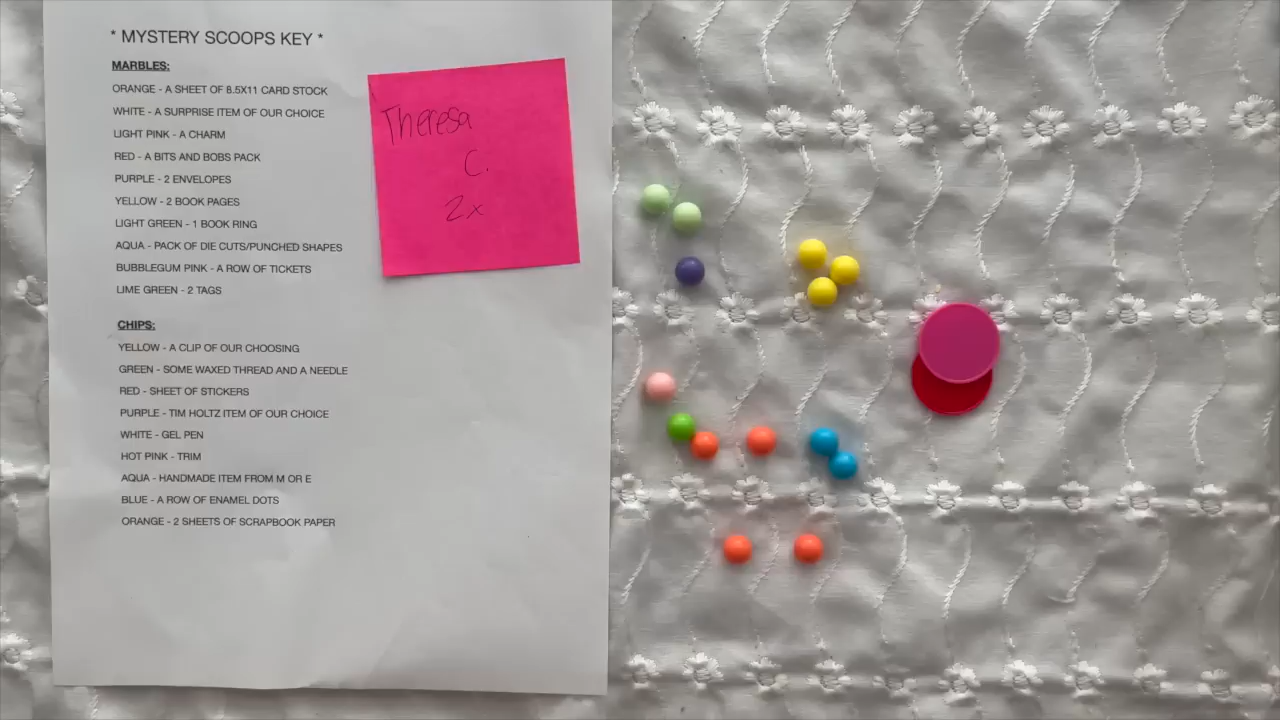 * MYSTERY SCOOPS KEY *
MARBLES:
ORANGE - A SHEET OF 8.5X11 CARD STOCK
WHITE - A SURPRISE ITEM OF OUR CHOICE
LIGHT PINK - A CHARM
RED - A BITS AND BOBS PACK
PURPLE - 2 ENVELOPES
YELLOW - 2 BOOK PAGES
LIGHT GREEN - 1 BOOK RING
AQUA - PACK OF DIE CUTS/PUNCHED SHAPES
BUBBLEGUM PINK - A ROW OF TICKETS
LIME GREEN - 2 TAGS
CHIPS:
YELLOW - A CLIP OF OUR CHOOSING
GREEN - SOME WAXED THREAD AND A NEEDLE
RED - SHEET OF STICKERS
PURPLE - TIM HOLTZ ITEM OF OUR CHOICE
WHITE - GEL PEN
HOT PINK - TRIM
AQUA - HANDMADE ITEM FROM M OR E
BLUE - A ROW OF ENAMEL DOTS
ORANGE - 2 SHEETS OF SCRAPBOOK PAPER
Theresa
C.
2x